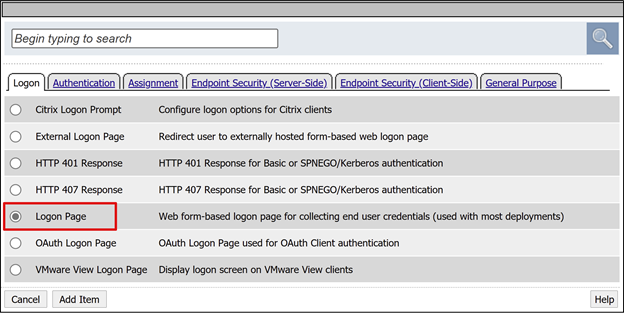 Begin typing to search
Logon Authentication Assignment Endpoint Security (Server-Side) Endpoint Security (Client-Side) General Purpose
Citrix Logon Prompt Configure logon options for Citrix clients
External Logon Page Redirect user to externally hosted form-based web logon page
HTTP 401 Response HTTP 401 Response for Basic or SPNEGO/Kerberos authentication
HTTP 407 Response HTTP 407 Response for Basic or SPNEGO/Kerberos authentication
Logon Page Web form-based logon page for collecting end user credentials (used with most deployments)
OAuth Logon Page OAuth Logon Page used for OAuth Client authentication
VMware View Logon Page Display logon screen on VMware View clients
Cancel Add Item Help